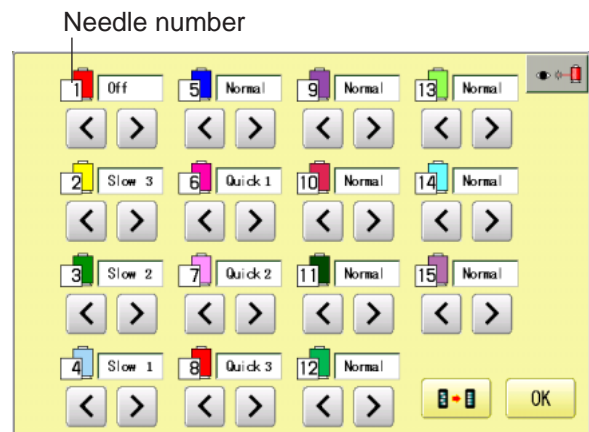 Needle number
1 Off 5 Normal 9 Normal 13 Normal
2 Slow 3 6 Quick 1 10 Normal 14 Normal
3 Slow 2 7 Quick 2 11 Normal 15 Normal
4 Slow 1 8 Quick 3 12 Normal
OK